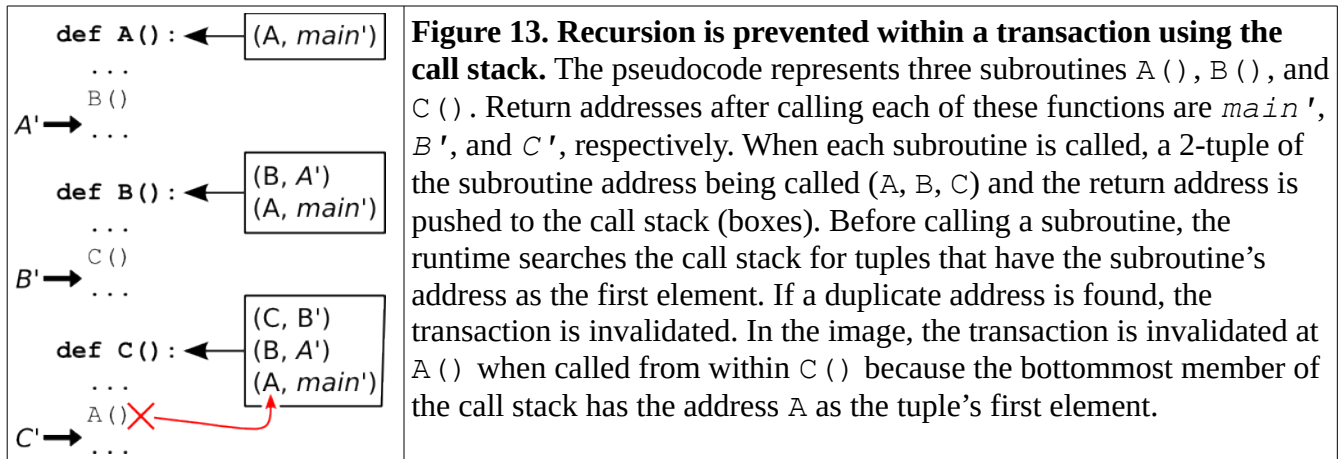 def A():
(A, main')
...
B()
A'
...
def B():
(B, A')
(A, main')
...
C()
B'
...
def C():
(C, B')
(B, A')
(A, main')
...
A()
C'
...
Figure 13. Recursion is prevented within a transaction using the
call stack. The pseudocode represents three subroutines A(), B(), and
C(). Return addresses after calling each of these functions are main',
B', and C', respectively. When each subroutine is called, a 2-tuple of
the subroutine address being called (A, B, C) and the return address is
pushed to the call stack (boxes). Before calling a subroutine, the
runtime searches the call stack for tuples that have the subroutine’s
address as the first element. If a duplicate address is found, the
transaction is invalidated. In the image, the transaction is invalidated at
A() when called from within C() because the bottommost member of
the call stack has the address A as the tuple’s first element.